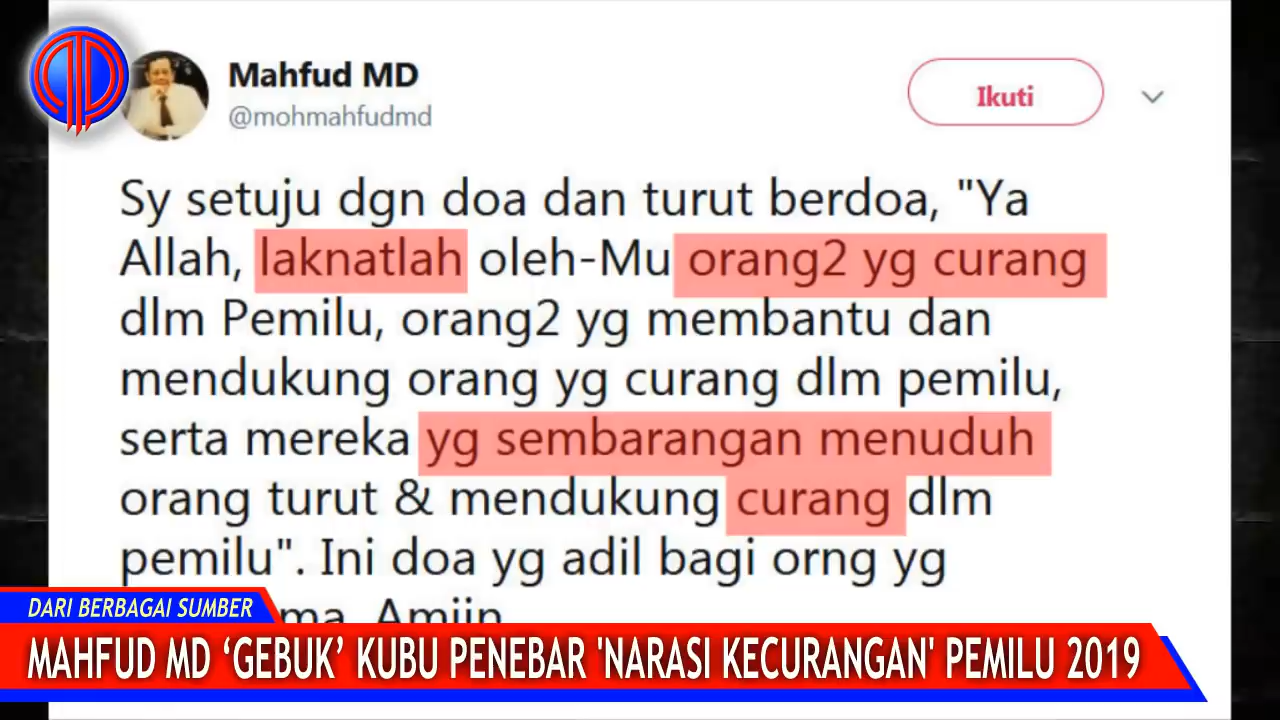 Mahfud MD
@mohmahfudmd
Ikuti
Sy setuju dgn doa dan turut berdoa, "Ya
Allah, laknatlah oleh-Mu orang2 yg curang
dlm Pemilu, orang2 yg membantu dan
mendukung orang yg curang dlm pemilu,
serta mereka yg sembarangan menuduh
orang turut & mendukung curang dlm
pemilu". Ini doa yg adil bagi orng yg
Amiin
DARI BERBAGAI SUMBER
MAHFUD MD ‘GEBUK’ KUBU PENEBAR 'NARASI KECURANGAN' PEMILU 2019